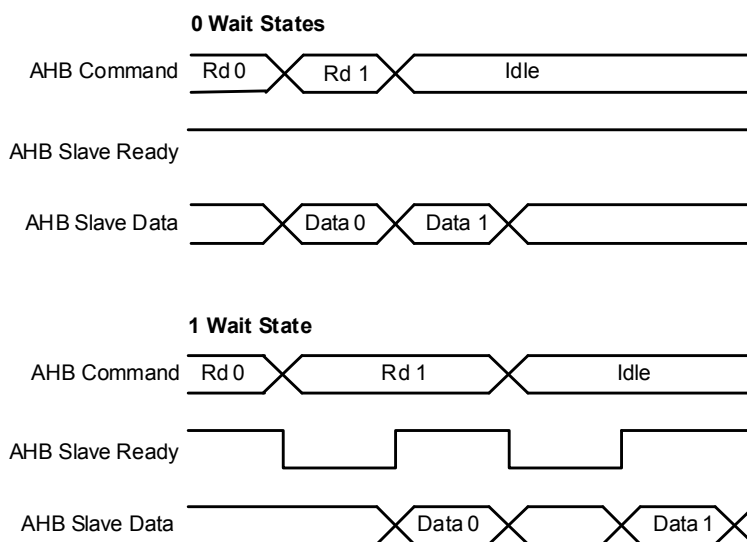 0 Wait States
AHB Command Rd 0 Rd 1 Idle
AHB Slave Ready
AHB Slave Data Data 0 Data 1
1 Wait State
AHB Command Rd 0 Rd 1 Idle
AHB Slave Ready
AHB Slave Data Data 0 Data 1